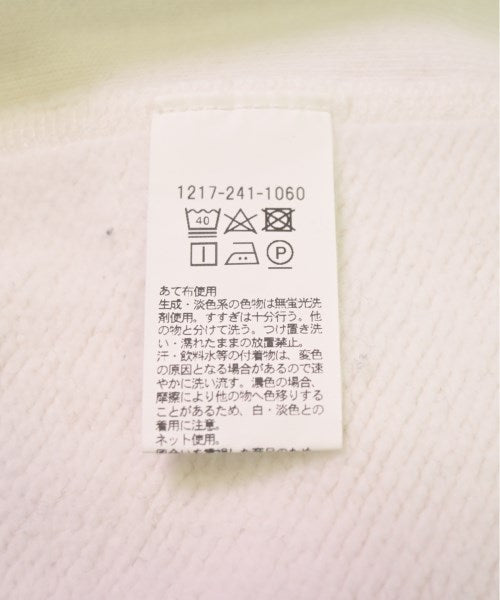 1217-241-1060
40
P
あて布使用
生成・淡色系の色物は無蛍光洗
剤使用。すすぎは十分行う。他
の物と分けて洗う。つけ置き洗
い・濡れたままの放置禁止。
汗・飲料水等の付着物は、変色
の原因となる場合があるので速
やかに洗い流す。濃色の場合、
摩擦により他の物へ色移りする
ことがあるため、白・淡色との
着用に注意。
ネット使用。